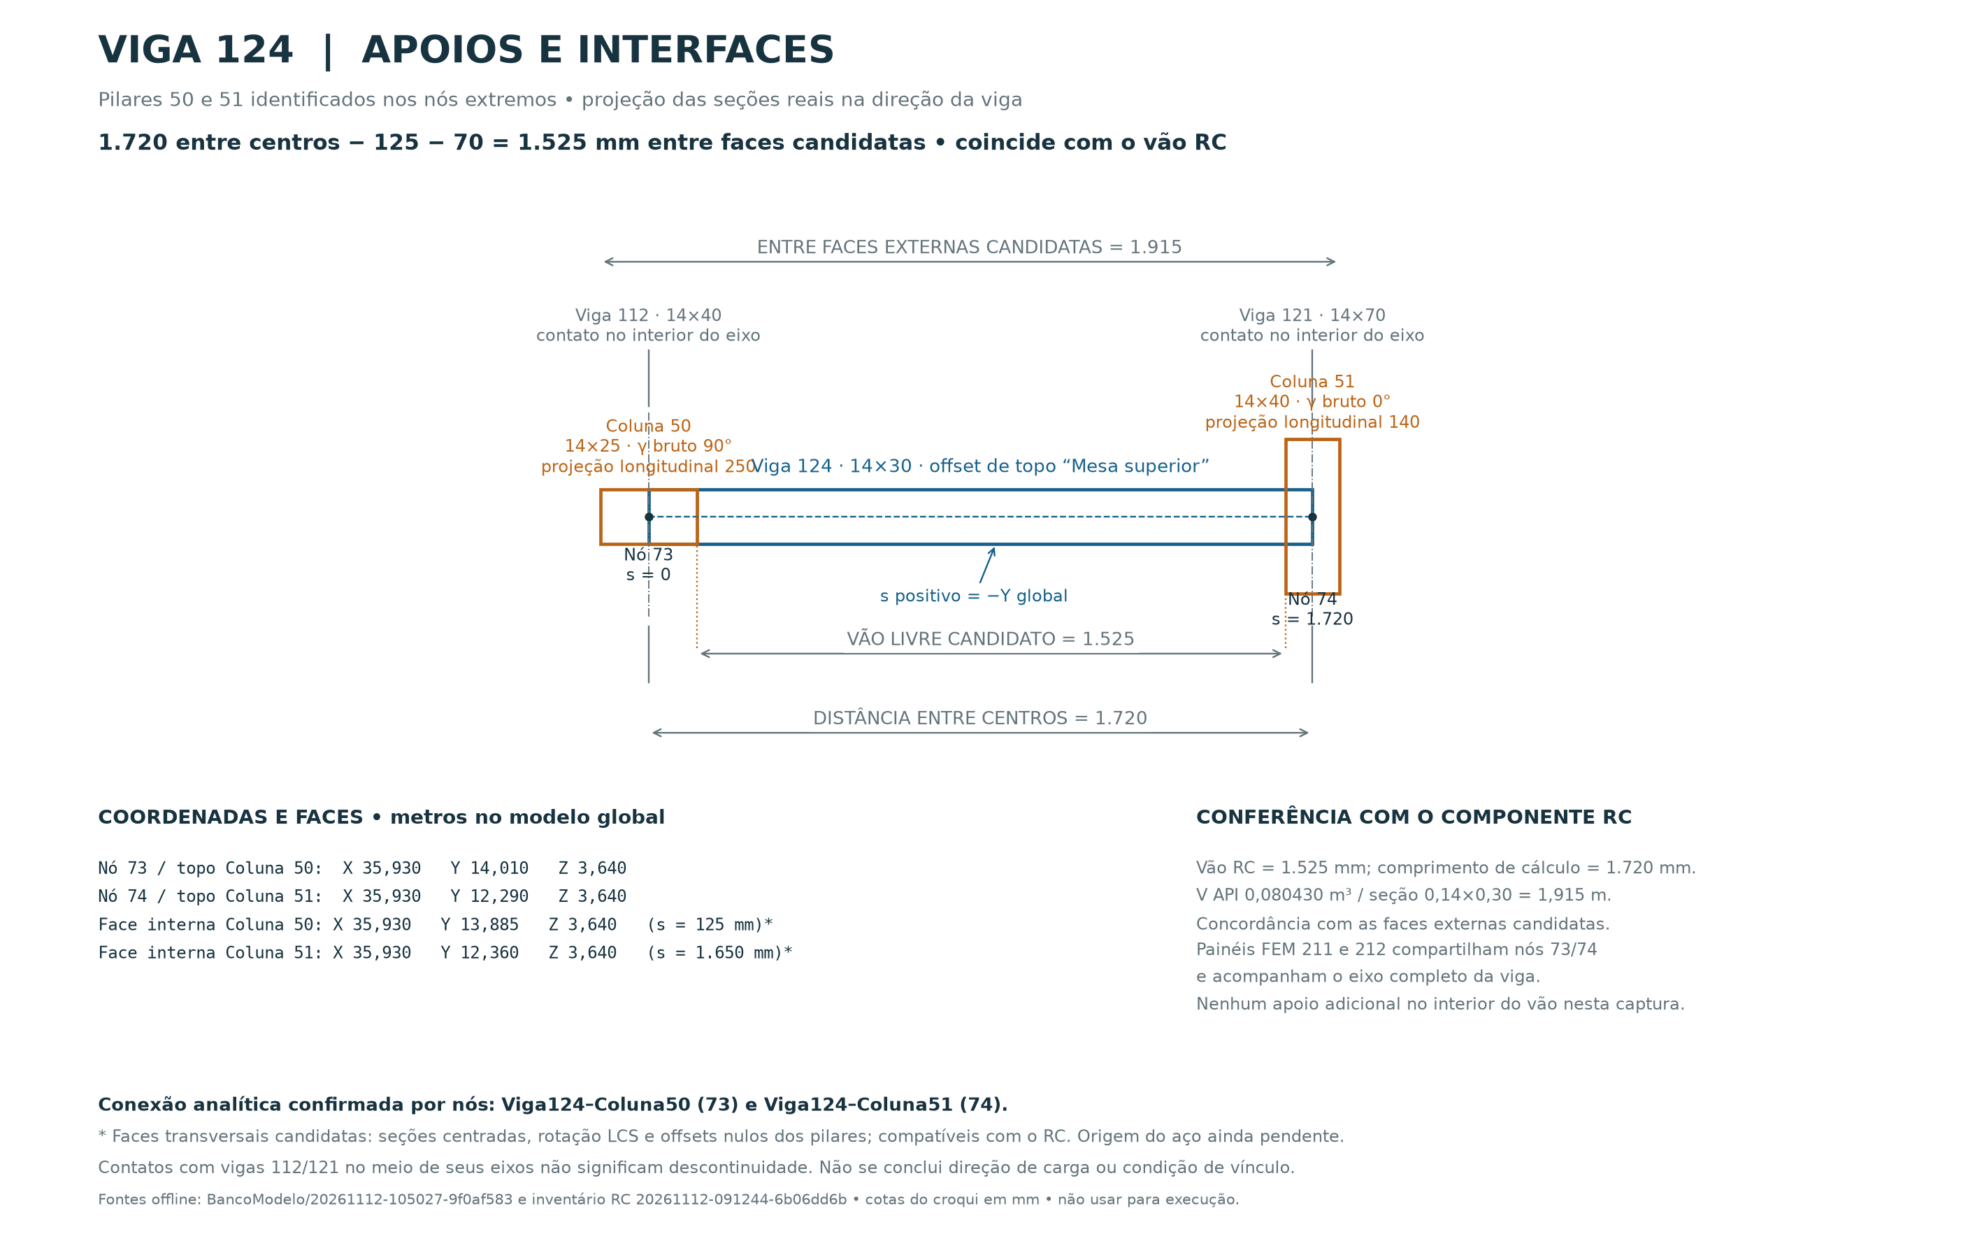 VIGA 124 | APOIOS E INTERFACES
Pilares 50 e 51 identificados nos nós extremos • projeção das seções reais na direção da viga
1.720 entre centros − 125 − 70 = 1.525 mm entre faces candidatas • coincide com o vão RC
ENTRE FACES EXTERNAS CANDIDATAS = 1.915
Viga 112 · 14×40
contato no interior do eixo
Viga 121 · 14×70
contato no interior do eixo
Coluna 51
14×40 · γ bruto 0°
projeção longitudinal 140
Coluna 50
14×25 · γ bruto 90°
projeção longitudinal 250
Viga 124 · 14×30 · offset de topo “Mesa superior”
Nó 73
s = 0
s positivo = −Y global
Nó 74
s = 1.720
VÃO LIVRE CANDIDATO = 1.525
DISTÂNCIA ENTRE CENTROS = 1.720
COORDENADAS E FACES • metros no modelo global
Nó 73 / topo Coluna 50: X 35,930 Y 14,010 Z 3,640
Nó 74 / topo Coluna 51: X 35,930 Y 12,290 Z 3,640
Face interna Coluna 50: X 35,930 Y 13,885 Z 3,640 (s = 125 mm)*
Face interna Coluna 51: X 35,930 Y 12,360 Z 3,640 (s = 1.650 mm)*
CONFERÊNCIA COM O COMPONENTE RC
Vão RC = 1.525 mm; comprimento de cálculo = 1.720 mm.
V API 0,080430 m³ / seção 0,14×0,30 = 1,915 m.
Concordância com as faces externas candidatas.
Painéis FEM 211 e 212 compartilham nós 73/74
e acompanham o eixo completo da viga.
Nenhum apoio adicional no interior do vão nesta captura.
Conexão analítica confirmada por nós: Viga124–Coluna50 (73) e Viga124–Coluna51 (74).
* Faces transversais candidatas: seções centradas, rotação LCS e offsets nulos dos pilares; compatíveis com o RC. Origem do aço ainda pendente.
Contatos com vigas 112/121 no meio de seus eixos não significam descontinuidade. Não se conclui direção de carga ou condição de vínculo.
Fontes offline: BancoModelo/20261112-105027-9f0af583 e inventário RC 20261112-091244-6b06dd6b • cotas do croqui em mm • não usar para execução.